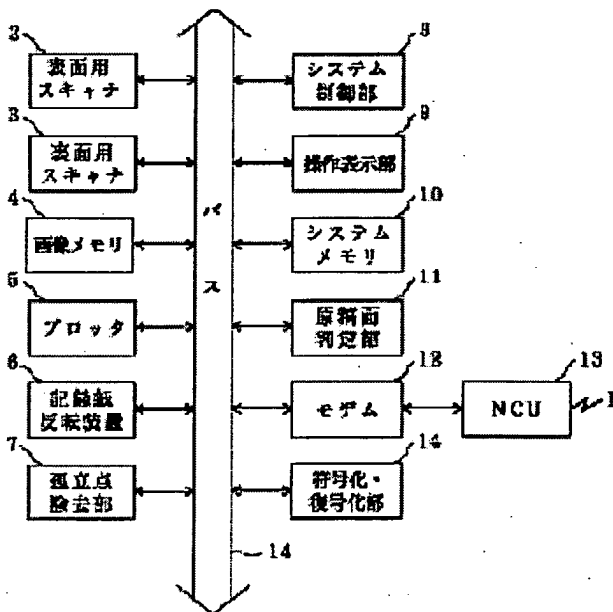 2
表面用
スキャナ
3
裏面用
スキャナ
4
画像メモリ
5
プロッタ
6
記録紙
反転装置
7
孤立点
除去部
バ
ス
14
8
システム
制御部
9
操作表示部
10
システム
メモリ
11
原稿面
判定部
12
モデム
13
NCU
1
14
符号化・
復号化部